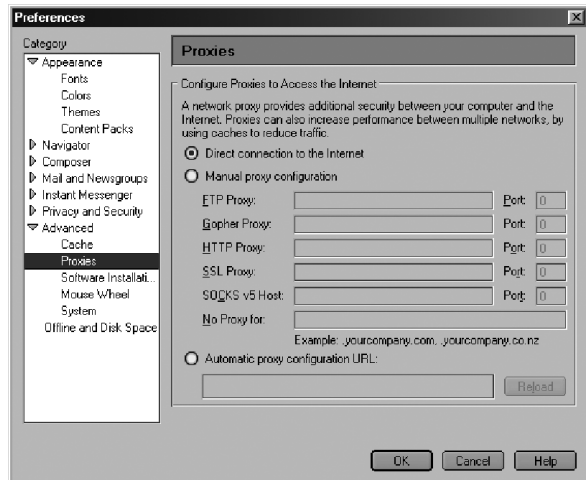 Preferences
Category
Appearance
Fonts
Colors
Themes
Content Packs
Navigator
Composer
Mail and Newsgroups
Instant Messenger
Privacy and Security
Advanced
Cache
Proxies
Software Installati...
Mouse Wheel
System
Offline and Disk Space
Proxies
Configure Proxies to Access the Internet
A network proxy provides additional security between your computer and the
Internet. Proxies can also increase performance between multiple networks, by
using caches to reduce traffic.
Direct connection to the Internet
Manual proxy configuration
FTP Proxy: Port: 0
Gopher Proxy: Port: 0
HTTP Proxy: Port: 0
SSL Proxy: Port: 0
SOCKS v5 Host: Port: 0
No Proxy for:
Example: .yourcompany.com, .yourcompany.co.nz
Automatic proxy configuration URL:
Reload
OK Cancel Help